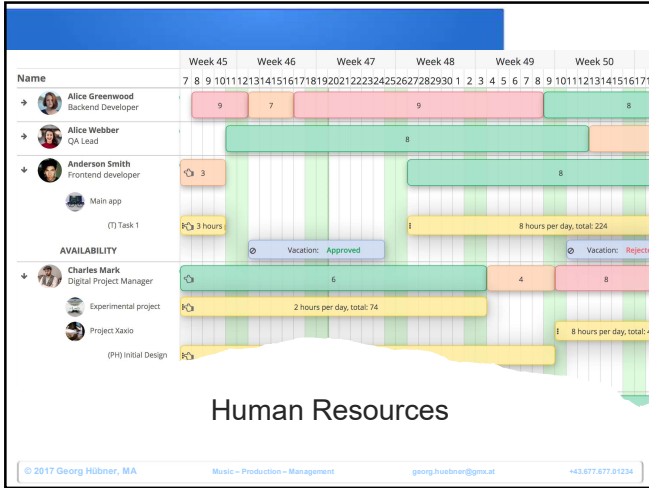 Week 45 Week 46 Week 47 Week 48 Week 49 Week 50
Name 7 8 9 10 11 12 13 14 15 16 17 18 19 20 21 22 23 24 25 26 27 28 29 30 1 2 3 4 5 6 7 8 9 10 11 12 13 14 15 16 17
Alice Greenwood
Backend Developer
9 7 9 8
Alice Webber
QA Lead
8
Anderson Smith
Frontend developer
3 8
Main app
(T) Task 1 3 hours 8 hours per day, total: 224
AVAILABILITY Vacation: Approved Vacation: Rejecte
Charles Mark
Digital Project Manager
6 4 8
Experimental project 2 hours per day, total: 74
Project Xaxio 8 hours per day, total: 4
(PH) Initial Design
Human Resources
© 2017 Georg Hübner, MA Music – Production – Management georg.huebner@gmx.at +43.677.677.01234